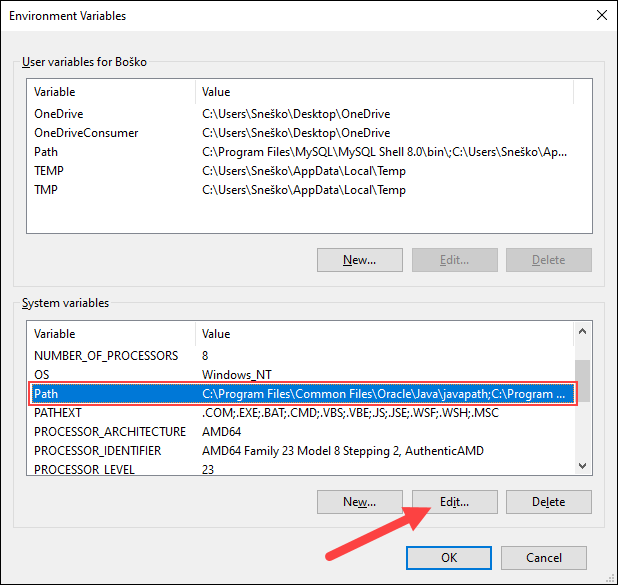 Environment Variables
User variables for Boško
Variable Value
OneDrive C:\Users\Sneško\Desktop\OneDrive
OneDriveConsumer C:\Users\Sneško\Desktop\OneDrive
Path C:\Program Files\MySQL\MySQL Shell 8.0\bin\;C:\Users\Sneško\Ap...
TEMP C:\Users\Sneško\AppData\Local\Temp
TMP C:\Users\Sneško\AppData\Local\Temp
New... Edit... Delete
System variables
Variable Value
NUMBER_OF_PROCESSORS 8
OS Windows_NT
Path C:\Program Files\Common Files\Oracle\Java\javapath;C:\Program ...
PATHEXT .COM;.EXE;.BAT;.CMD;.VBS;.VBE;.JS;.JSE;.WSF;.WSH;.MSC
PROCESSOR_ARCHITECTURE AMD64
PROCESSOR_IDENTIFIER AMD64 Family 23 Model 8 Stepping 2, AuthenticAMD
PROCESSOR_LEVEL 23
New... Edit... Delete
OK Cancel